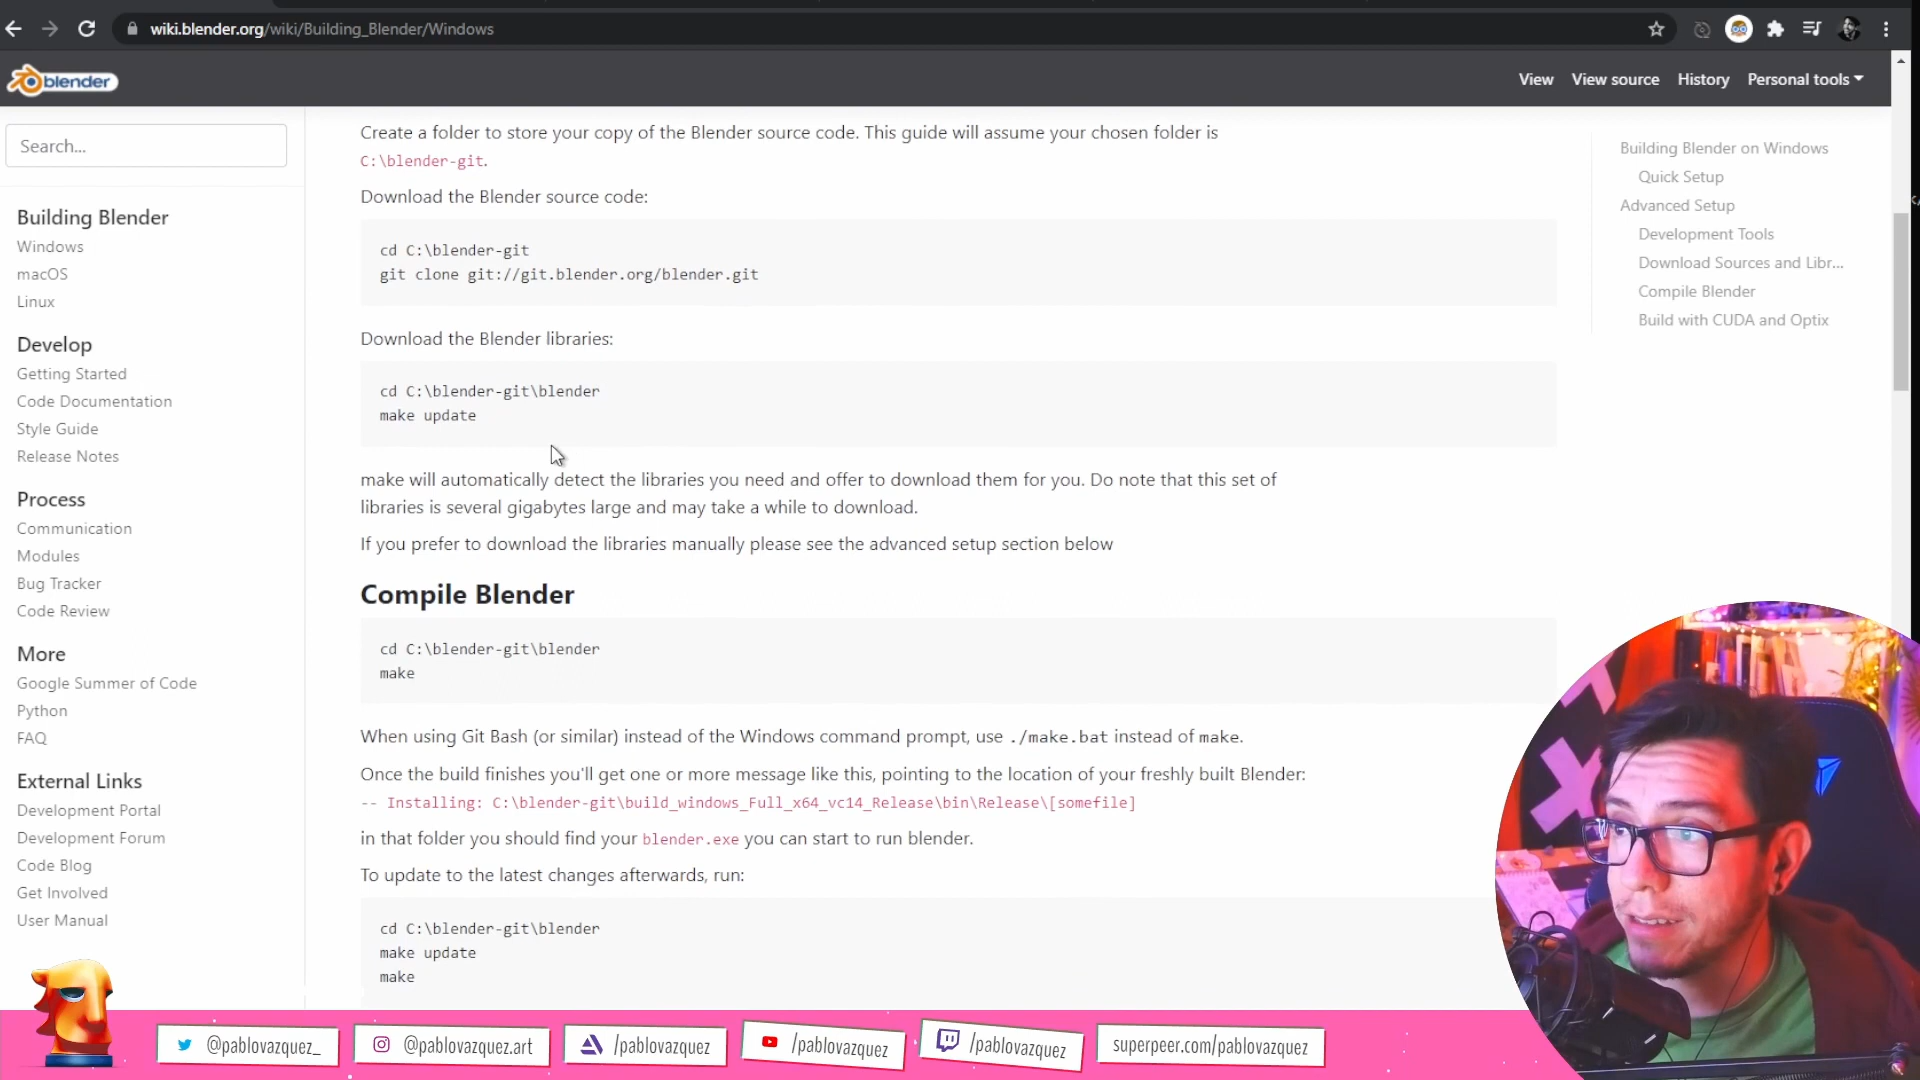 wiki.blender.org/wiki/Building_Blender/Windows
blender
View
View source
History
Personal tools
Search...
Building Blender
Windows
macOS
Linux
Develop
Getting Started
Code Documentation
Style Guide
Release Notes
Process
Communication
Modules
Bug Tracker
Code Review
More
Google Summer of Code
Python
FAQ
External Links
Development Portal
Development Forum
Code Blog
Get Involved
User Manual
Create a folder to store your copy of the Blender source code. This guide will assume your chosen folder is
C:\blender-git.
Download the Blender source code:
cd C:\blender-git
git clone git://git.blender.org/blender.git
Download the Blender libraries:
cd C:\blender-git\blender
make update
make will automatically detect the libraries you need and offer to download them for you. Do note that this set of
libraries is several gigabytes large and may take a while to download.
If you prefer to download the libraries manually please see the advanced setup section below
Compile Blender
cd C:\blender-git\blender
make
When using Git Bash (or similar) instead of the Windows command prompt, use ./make.bat instead of make.
Once the build finishes you'll get one or more message like this, pointing to the location of your freshly built Blender:
-- Installing: C:\blender-git\build_windows_Full_x64_vc14_Release\bin\Release\[somefile]
in that folder you should find your blender.exe you can start to run blender.
To update to the latest changes afterwards, run:
cd C:\blender-git\blender
make update
make
Building Blender on Windows
Quick Setup
Advanced Setup
Development Tools
Download Sources and Libr...
Compile Blender
Build with CUDA and Optix
@pablovazquez_
@pablovazquez.art
/pablovazquez
/pablovazquez
/pablovazquez
superpeer.com/pablovazquez